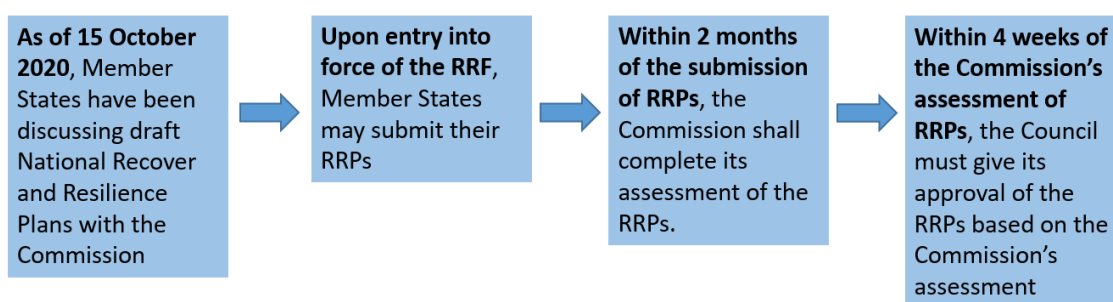 As of 15 October
2020, Member
States have been
discussing draft
National Recover
and Resilience
Plans with the
Commission
Upon entry into
force of the RRF,
Member States
may submit their
RRPs
Within 2 months
of the submission
of RRPs, the
Commission shall
complete its
assessment of the
RRPs.
Within 4 weeks of
the Commission’s
assessment of
RRPs, the Council
must give its
approval of the
RRPs based on the
Commission’s
assessment